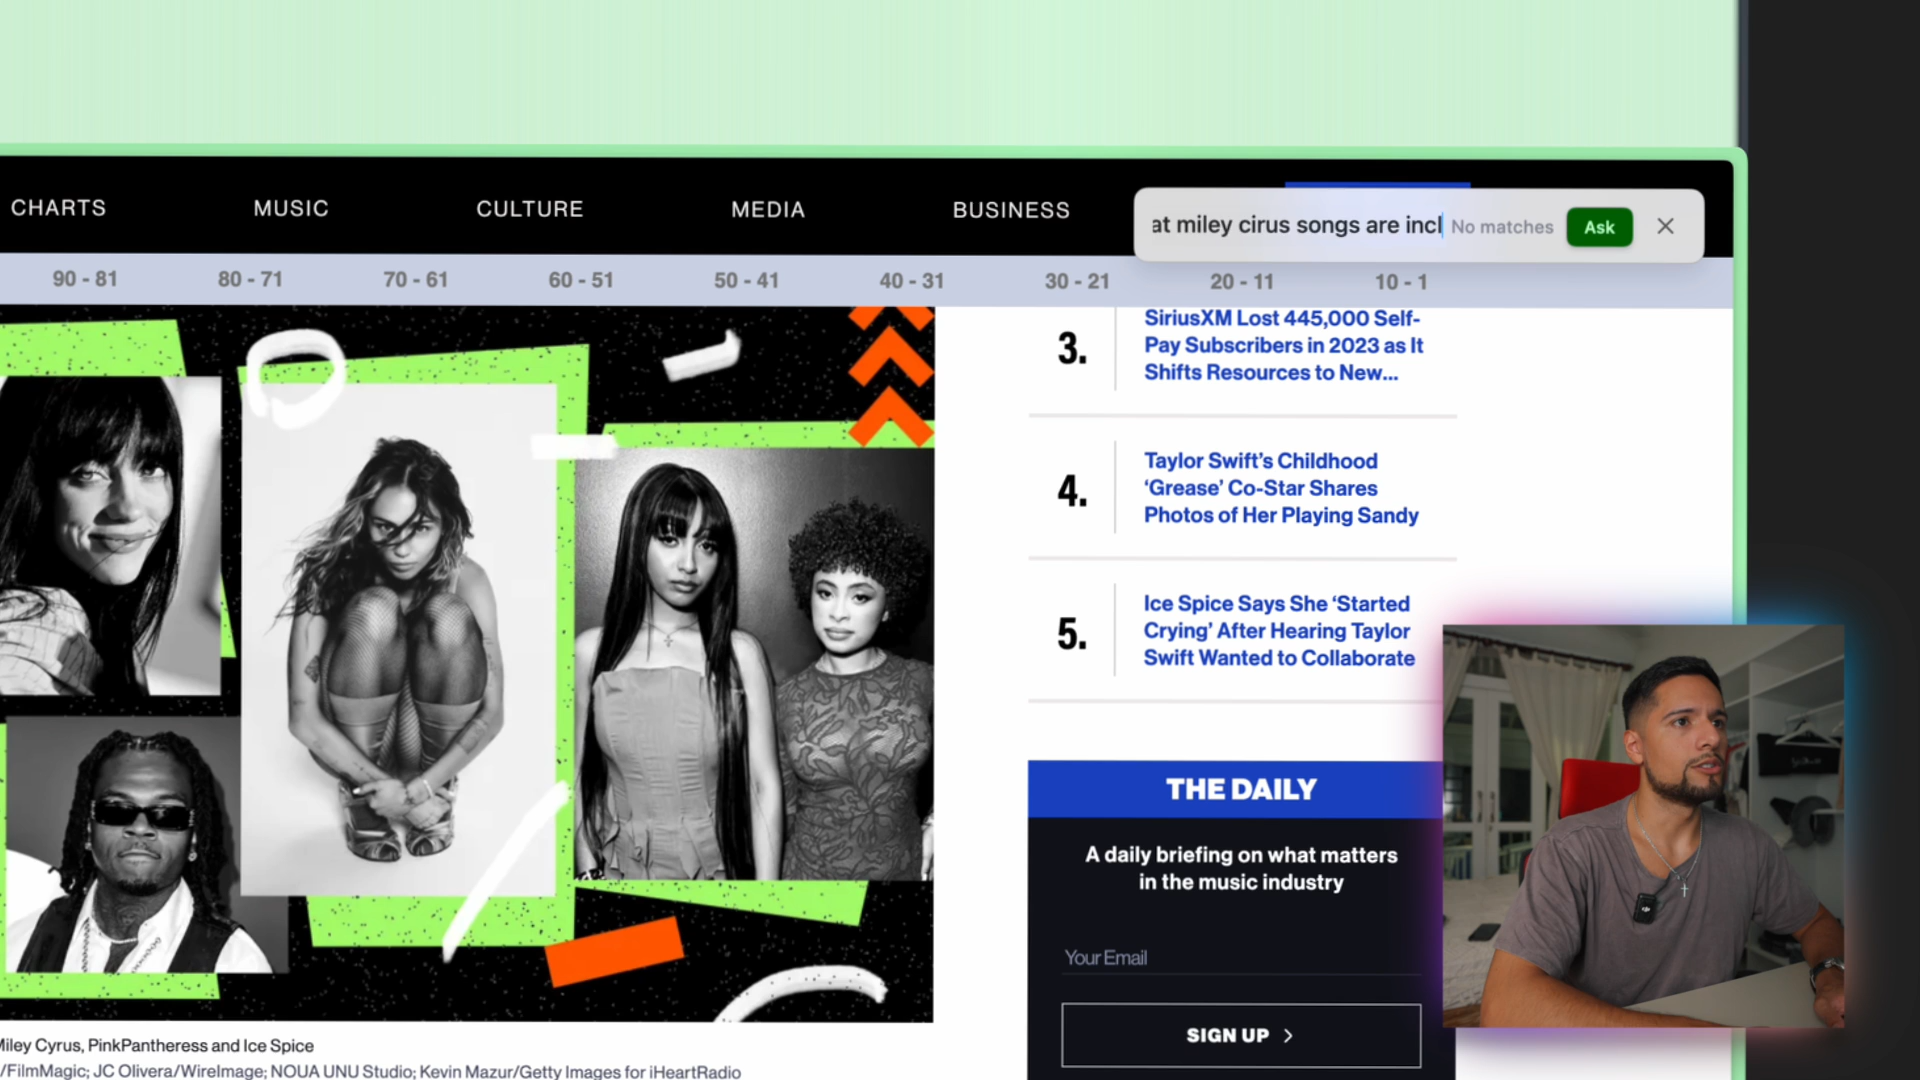 CHARTS
MUSIC
CULTURE
MEDIA
BUSINESS
at miley cirus songs are incl
No matches
Ask
90 - 81
80 - 71
70 - 61
60 - 51
50 - 41
40 - 31
30 - 21
20 - 11
10 - 1
3.
SiriusXM Lost 445,000 Self-
Pay Subscribers in 2023 as It
Shifts Resources to New...
4.
Taylor Swift’s Childhood
‘Grease’ Co-Star Shares
Photos of Her Playing Sandy
5.
Ice Spice Says She ‘Started
Crying’ After Hearing Taylor
Swift Wanted to Collaborate
THE DAILY
A daily briefing on what matters
in the music industry
Your Email
SIGN UP
Miley Cyrus, PinkPantheress and Ice Spice
/FilmMagic; JC Olivera/WireImage; NOUA UNU Studio; Kevin Mazur/Getty Images for iHeartRadio